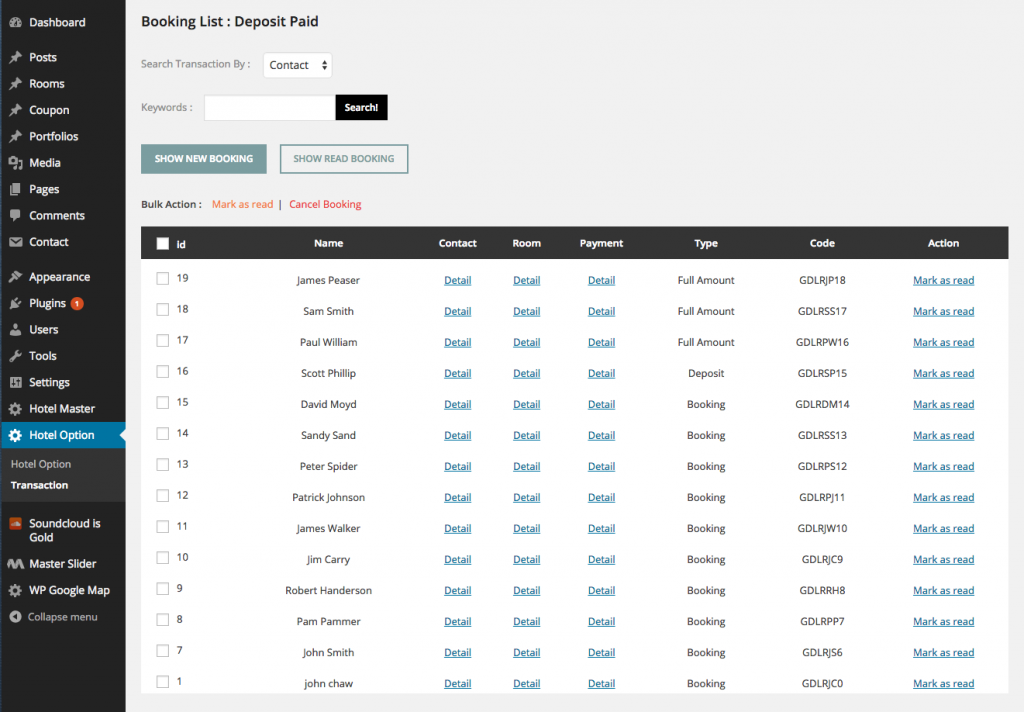 Dashboard
Posts
Rooms
Coupon
Portfolios
Media
Pages
Comments
Contact
Appearance
Plugins 1
Users
Tools
Settings
Hotel Master
Hotel Option
Hotel Option
Transaction
Soundcloud is
Gold
Master Slider
WP Google Map
Collapse menu
Booking List : Deposit Paid
Search Transaction By : Contact
Keywords : Search!
SHOW NEW BOOKING SHOW READ BOOKING
Bulk Action : Mark as read | Cancel Booking
id Name Contact Room Payment Type Code Action
19 James Peaser Detail Detail Detail Full Amount GDLRJP18 Mark as read
18 Sam Smith Detail Detail Detail Full Amount GDLRSS17 Mark as read
17 Paul William Detail Detail Detail Full Amount GDLRPW16 Mark as read
16 Scott Phillip Detail Detail Detail Deposit GDLRSP15 Mark as read
15 David Moyd Detail Detail Detail Booking GDLRDM14 Mark as read
14 Sandy Sand Detail Detail Detail Booking GDLRSS13 Mark as read
13 Peter Spider Detail Detail Detail Booking GDLRPS12 Mark as read
12 Patrick Johnson Detail Detail Detail Booking GDLRPJ11 Mark as read
11 James Walker Detail Detail Detail Booking GDLRJW10 Mark as read
10 Jim Carry Detail Detail Detail Booking GDLRJC9 Mark as read
9 Robert Handerson Detail Detail Detail Booking GDLRRH8 Mark as read
8 Pam Pammer Detail Detail Detail Booking GDLRPP7 Mark as read
7 John Smith Detail Detail Detail Booking GDLRJS6 Mark as read
1 john chaw Detail Detail Detail Booking GDLRJC0 Mark as read